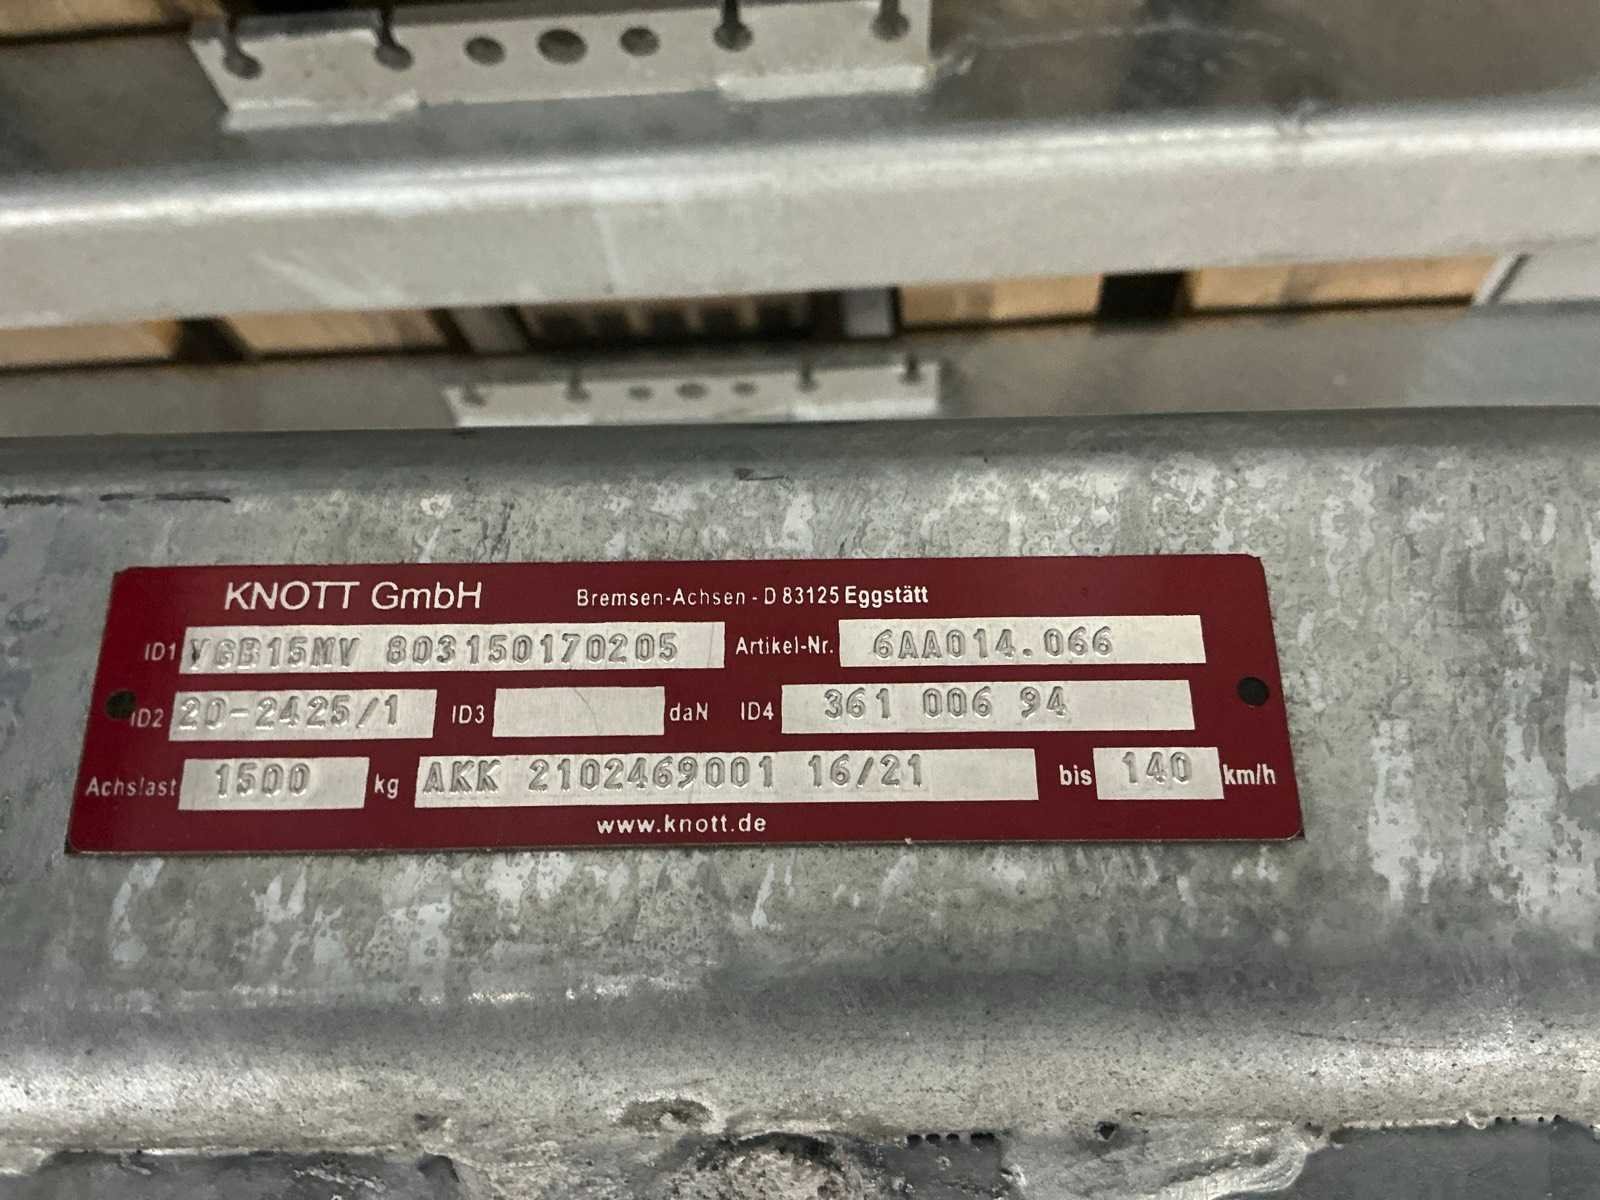 KNOTT GmbH Bremsen-Achsen - D 83125 Eggstätt
ID1 VGB15MV 803150170205 Artikel-Nr. 6AA014.066
ID2 20-2425/1 ID3 daN ID4 361 006 94
Achslast 1500 kg AKK 2102469001 16/21 bis 140 km/h
www.knott.de